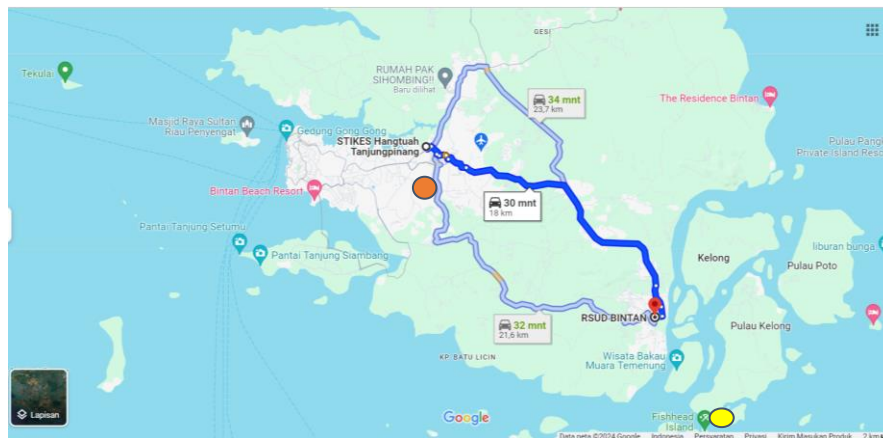 GESI
Tekulai
RUMAH PAK
SIHOMBING!!
Baru dilihat
34 mnt
23,7 km
The Residence Bintan
Masjid Raya Sultan
Riau Penyengat
Gedung Gong Gong
STIKES Hangtuah
Tanjungpinang
Pulau Pang
Private Island Reso
Bintan Beach Resort
30 mnt
18 km
Pantai Tanjung Setumu
Pantai Tanjung Siambang
Kelong
liburan bunga
Pulau Poto
RSUD BINTAN
32 mnt
21,6 km
Pulau Kelong
KP. BATU LICIN
Wisata Bakau
Muara Temenung
Lapisan
Google
Fishhead
Island
Data peta ©2024 Google Indonesia Persyaratan Privasi Kirim Masukan Produk 2 km